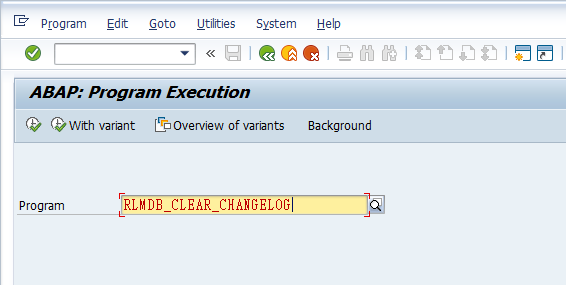 Program Edit Goto Utilities System Help
«
ABAP: Program Execution
With variant Overview of variants Background
Program RLMDB_CLEAR_CHANGELOG